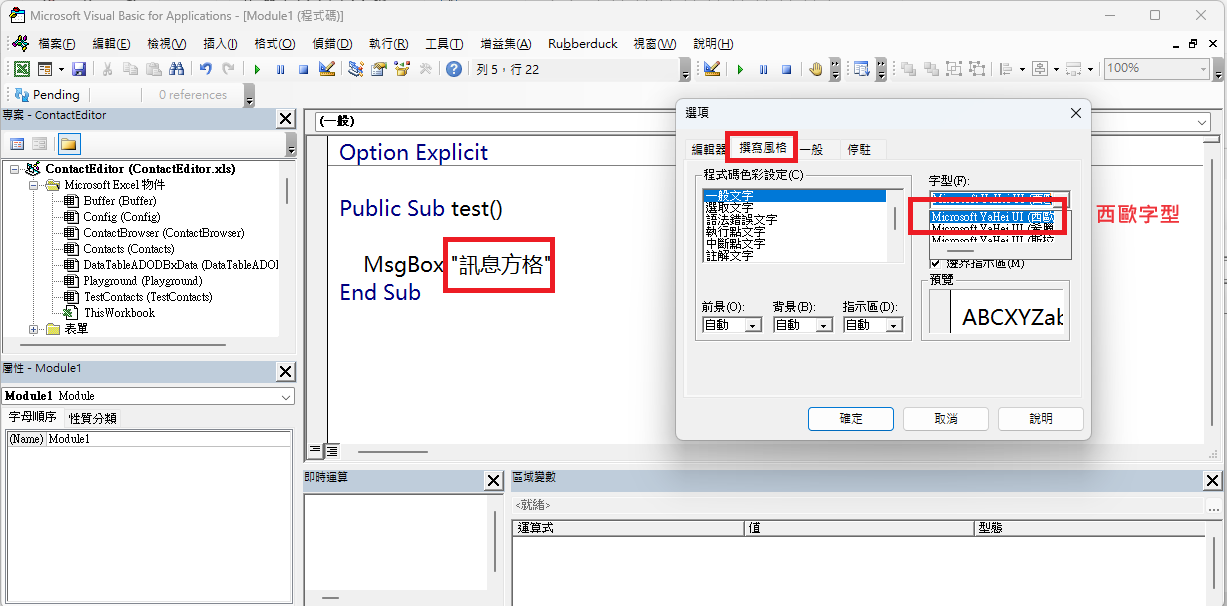 Microsoft Visual Basic for Applications - [Module1 (程式碼)]
檔案(F) 編輯(E) 檢視(V) 插入(I) 格式(O) 偵錯(D) 執行(R) 工具(T) 增益集(A) Rubberduck 視窗(W) 說明(H)
列 5，行 22
100%
Pending 0 references
專案 - ContactEditor
ContactEditor (ContactEditor.xls)
Microsoft Excel 物件
Buffer (Buffer)
Config (Config)
ContactBrowser (ContactBrowser)
Contacts (Contacts)
DataTableADODBxData (DataTableADOI
Playground (Playground)
TestContacts (TestContacts)
ThisWorkbook
表單
屬性 - Module1
Module1 Module
字母順序 性質分類
(Name) Module1
(一般)
Option Explicit
Public Sub test()
MsgBox "訊息方格"
End Sub
選項
編輯器 撰寫風格 一般 停駐
程式碼色彩設定(C)
一般文字
選取文字
語法錯誤文字
執行點文字
中斷點文字
註解文字
前景(O): 背景(B): 指示區(D):
自動 自動 自動
字型(F):
Microsoft YaHei UI (西歐
Microsoft YaHei UI (西歐
Microsoft YaHei UI (希臘
Microsoft YaHei UI (斯拉
邊界指示區(M)
預覽
ABCXYZab
確定 取消 說明
西歐字型
即時運算
區域變數
<就緒>
運算式 值 型態